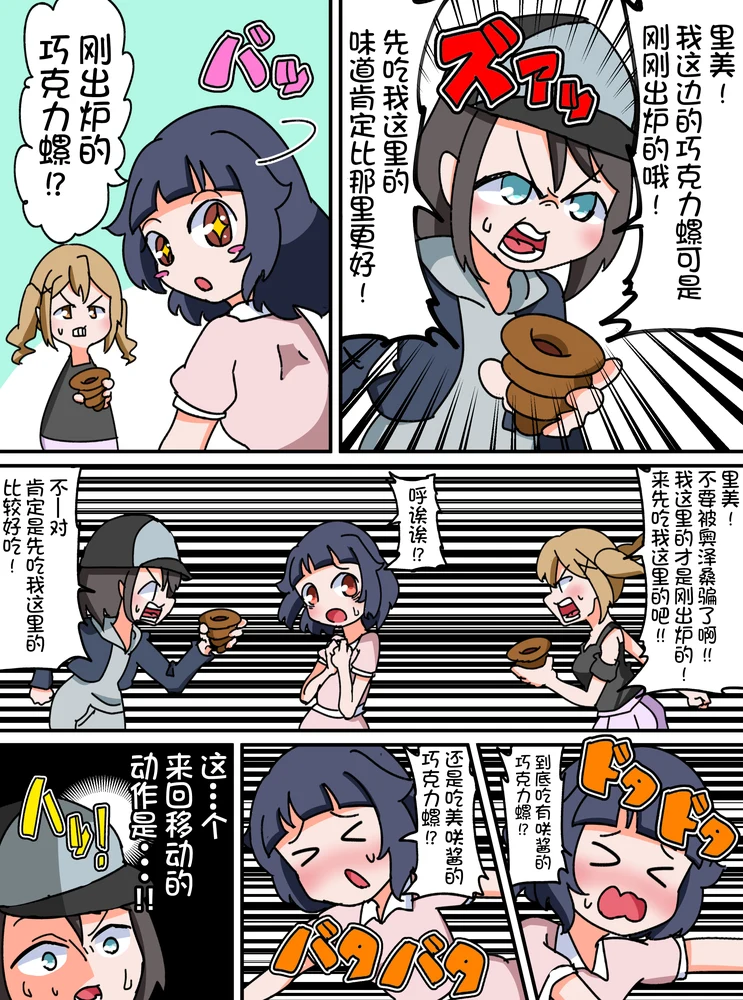 里美！
我这边的巧克力螺可是
刚刚出炉的哦！
ズアッ
先吃我这里的
味道肯定比那里更好！
バッ
刚出炉的
巧克力螺!?
里美！
不要被奥泽桑骗了啊!!
我这里的才是刚出炉的！
来先吃我这里的吧!!
呼诶诶!?
不—对
肯定是先吃我这里的
比较好吃！
ドタドタ
到底吃有咲酱的
巧克力螺!?
还是吃美咲酱的
巧克力螺!?
バタバタ
这…个
来回移动的
动作是…!!
ハッ!